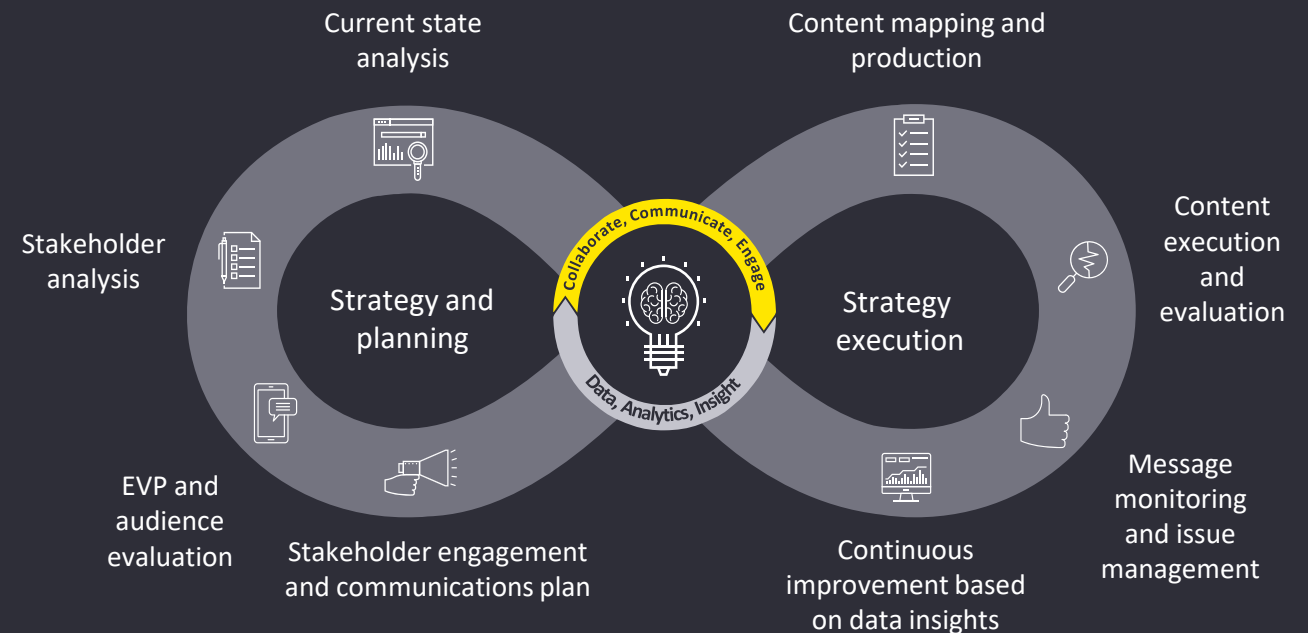 Current state
analysis
Stakeholder
analysis
Strategy and
planning
EVP and
audience
evaluation
Stakeholder engagement
and communications plan
Collaborate, Communicate, Engage
Data, Analytics, Insight
Content mapping and
production
Strategy
execution
Content
execution
and
evaluation
Message
monitoring
and issue
management
Continuous
improvement based
on data insights